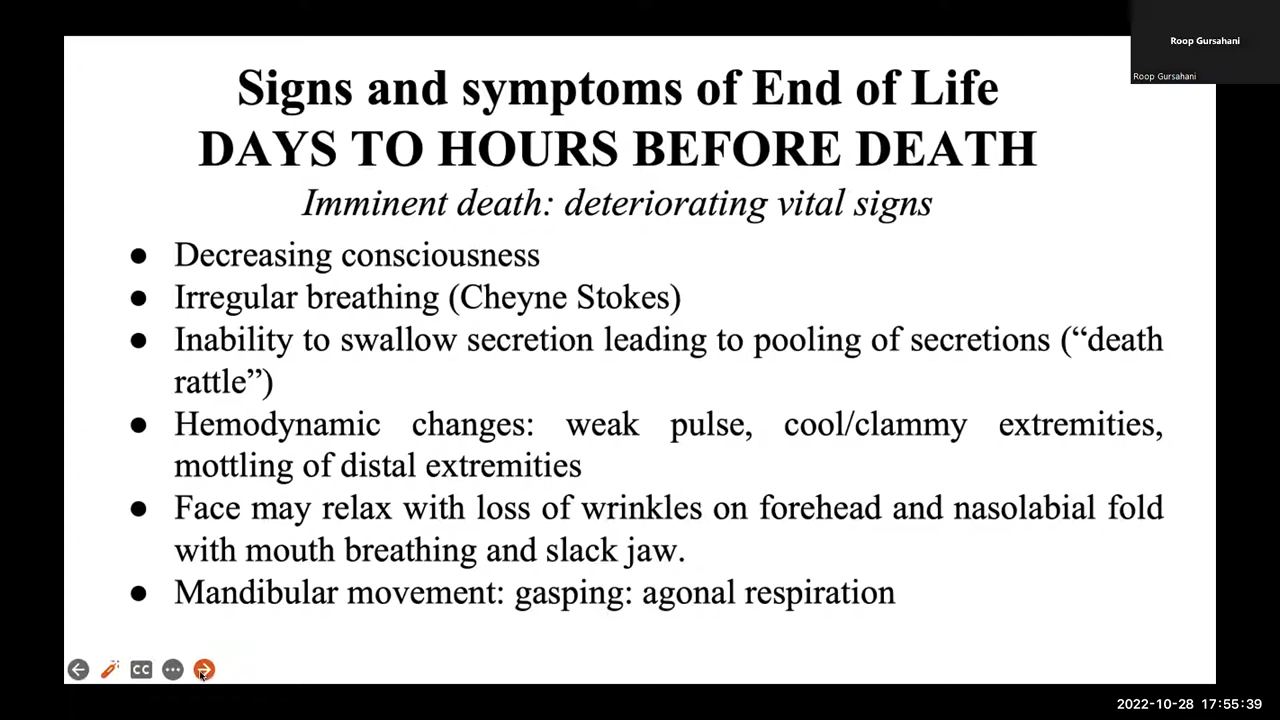 Roop Gursahani
Roop Gursahani
Signs and symptoms of End of Life
DAYS TO HOURS BEFORE DEATH
Imminent death: deteriorating vital signs
● Decreasing consciousness
● Irregular breathing (Cheyne Stokes)
● Inability to swallow secretion leading to pooling of secretions (“death
rattle”)
● Hemodynamic changes: weak pulse, cool/clammy extremities,
mottling of distal extremities
● Face may relax with loss of wrinkles on forehead and nasolabial fold
with mouth breathing and slack jaw.
● Mandibular movement: gasping: agonal respiration
CC
2022-10-28 17:55:39